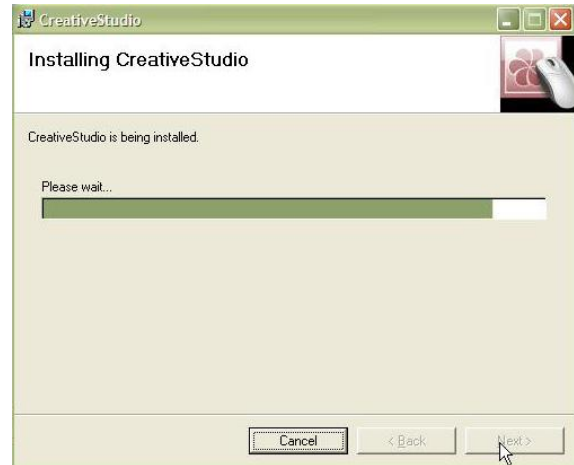 CreativeStudio
Installing CreativeStudio
CreativeStudio is being installed.
Please wait...
Cancel
< Back
Next >